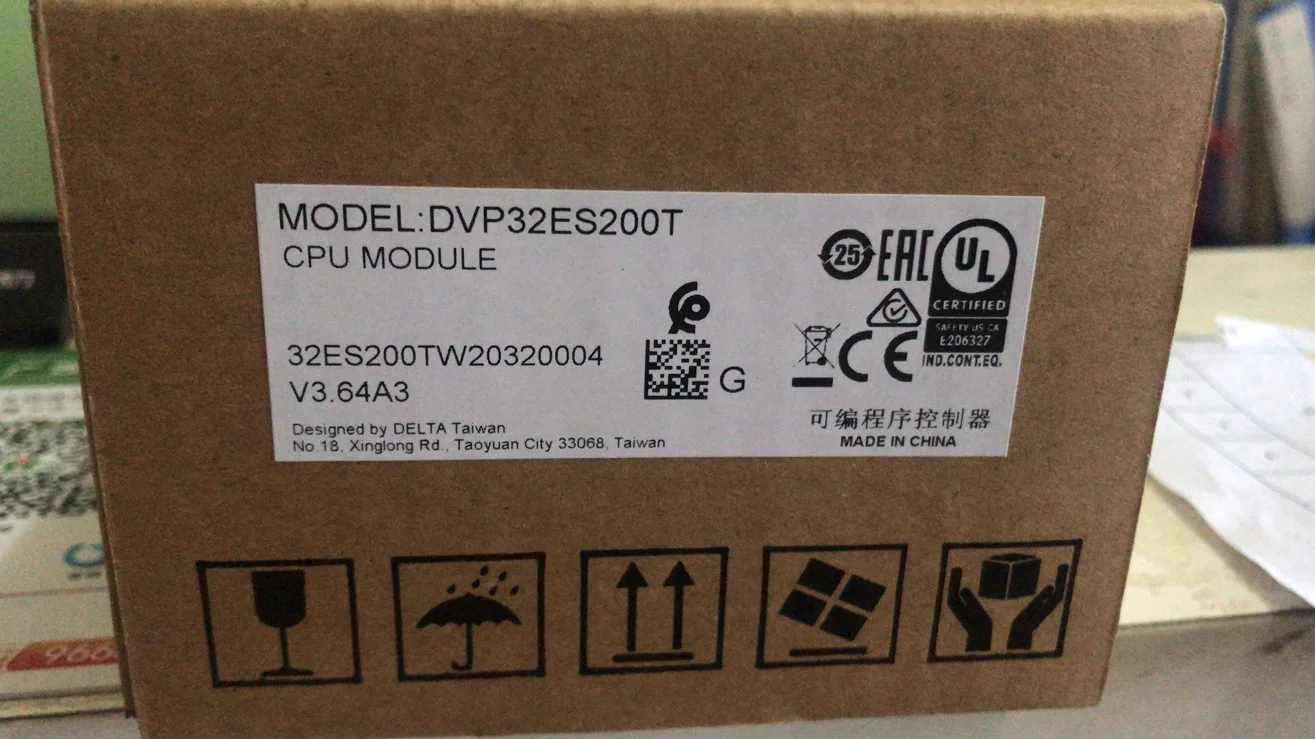 MODEL:DVP32ES200T
CPU MODULE
32ES200TW20320004
V3.64A3
Designed by DELTA Taiwan
No.18, Xinglong Rd., Taoyuan City 33068, Taiwan
G
25
EAC
UL
CERTIFIED
SAFETY US CA
E206327
IND.CONT.EQ.
CE
可编程序控制器
MADE IN CHINA
966